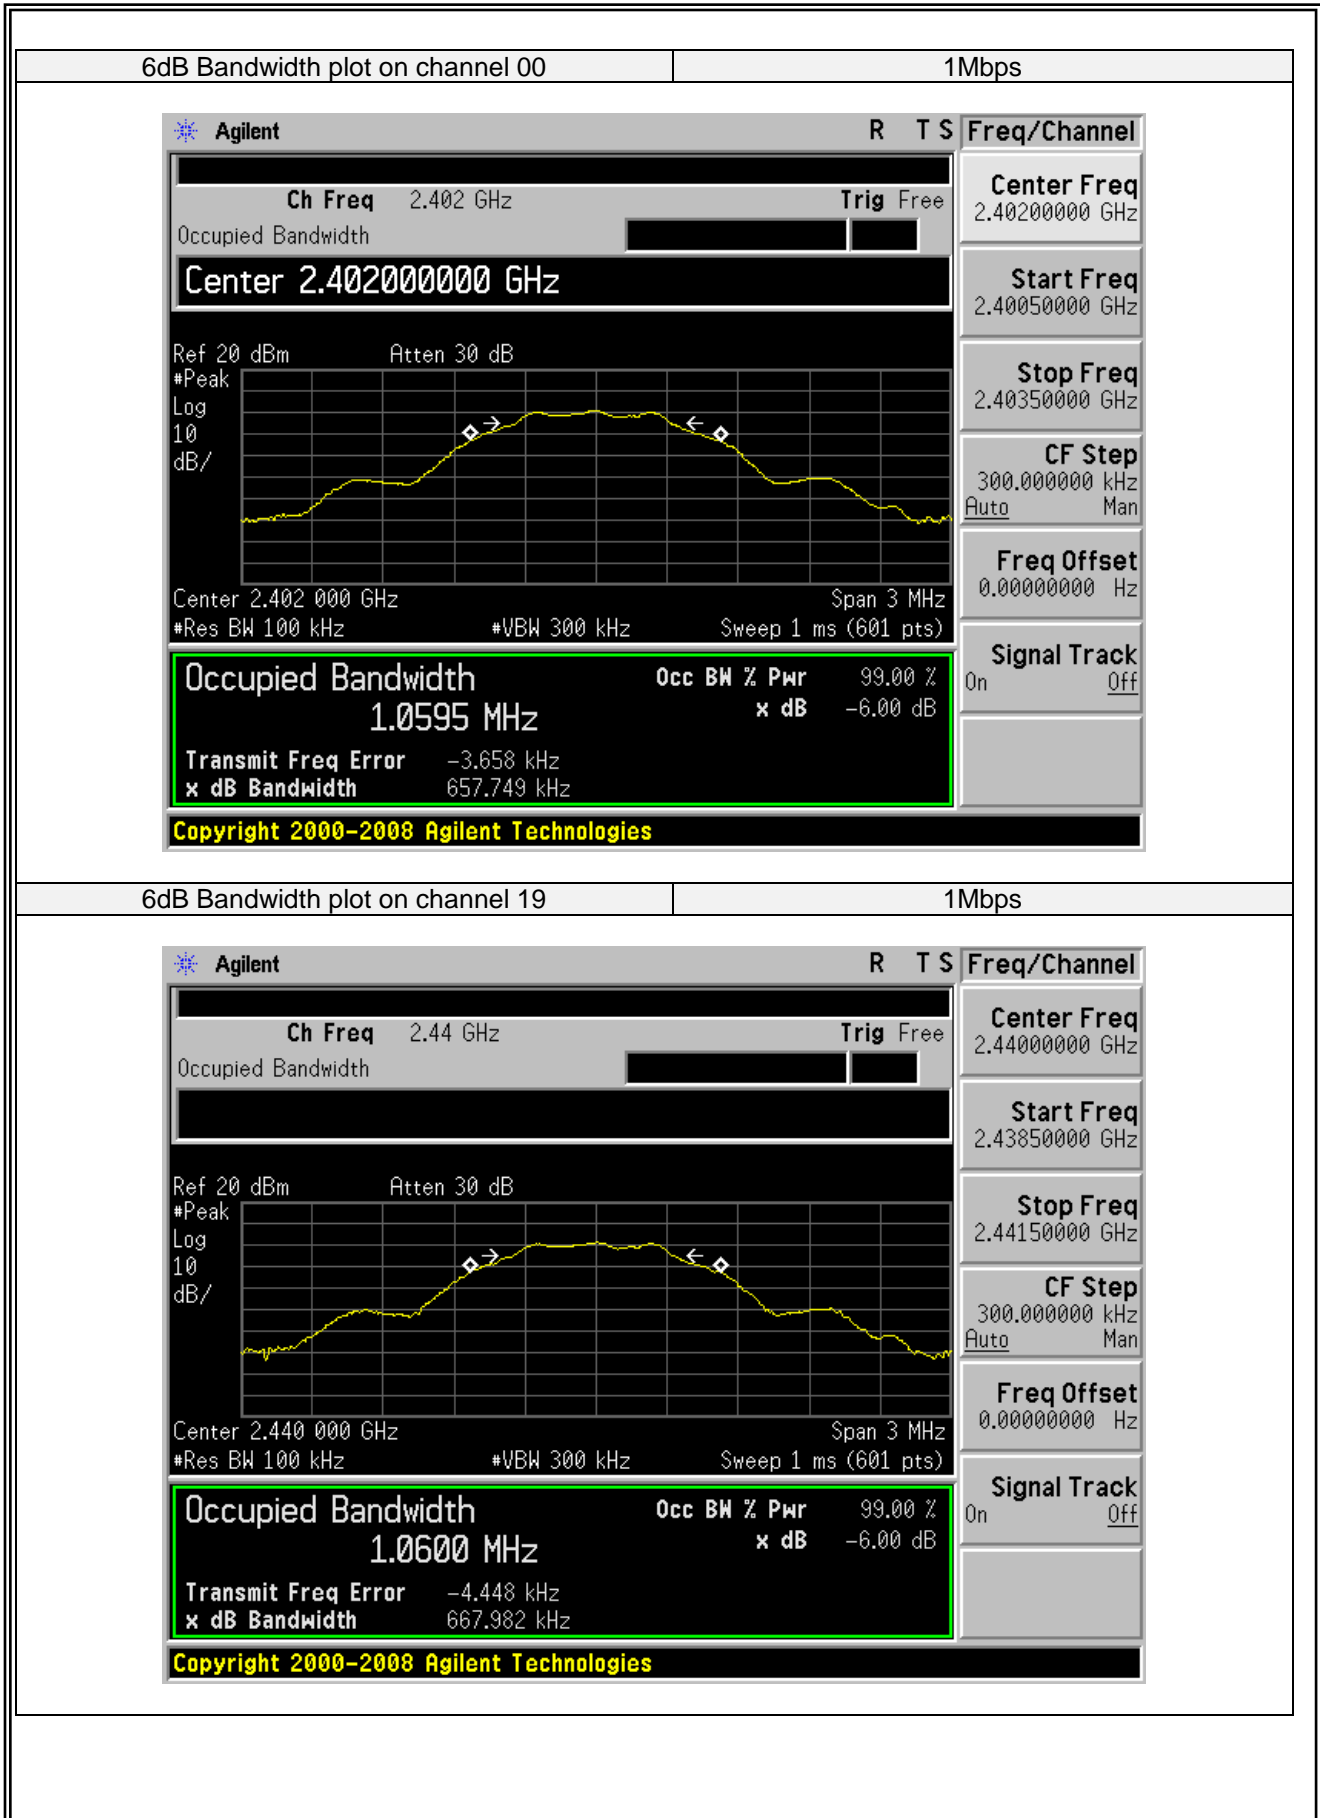 6dB Bandwidth plot on channel 00 1Mbps
Agilent R T S Freq/Channel
Ch Freq 2.402 GHz Trig Free
Occupied Bandwidth
Center 2.402000000 GHz
Center Freq
2.40200000 GHz
Start Freq
2.40050000 GHz
Stop Freq
2.40350000 GHz
CF Step
300.000000 kHz
Auto Man
Freq Offset
0.00000000 Hz
Signal Track
On Off
Ref 20 dBm Atten 30 dB
#Peak
Log
10
dB/
Center 2.402 000 GHz Span 3 MHz
#Res BW 100 kHz #VBW 300 kHz Sweep 1 ms (601 pts)
Occupied Bandwidth Occ BW % Pwr 99.00 %
1.0595 MHz x dB -6.00 dB
Transmit Freq Error -3.658 kHz
x dB Bandwidth 657.749 kHz
Copyright 2000-2008 Agilent Technologies
6dB Bandwidth plot on channel 19 1Mbps
Agilent R T S Freq/Channel
Ch Freq 2.44 GHz Trig Free
Occupied Bandwidth
Center Freq
2.44000000 GHz
Start Freq
2.43850000 GHz
Stop Freq
2.44150000 GHz
CF Step
300.000000 kHz
Auto Man
Freq Offset
0.00000000 Hz
Signal Track
On Off
Ref 20 dBm Atten 30 dB
#Peak
Log
10
dB/
Center 2.440 000 GHz Span 3 MHz
#Res BW 100 kHz #VBW 300 kHz Sweep 1 ms (601 pts)
Occupied Bandwidth Occ BW % Pwr 99.00 %
1.0600 MHz x dB -6.00 dB
Transmit Freq Error -4.448 kHz
x dB Bandwidth 667.982 kHz
Copyright 2000-2008 Agilent Technologies